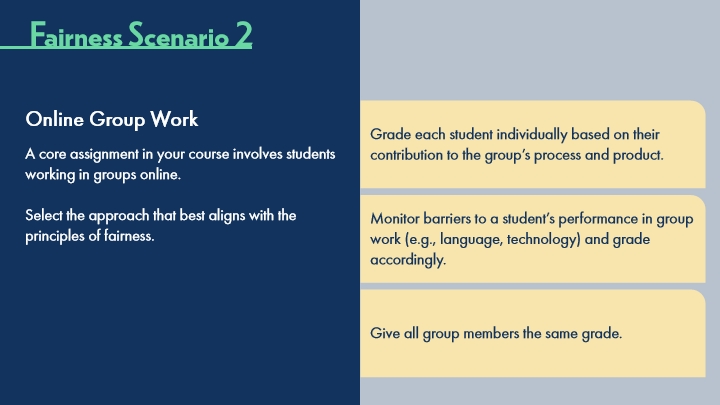 Fairness Scenario 2
Online Group Work
A core assignment in your course involves students
working in groups online.
Select the approach that best aligns with the
principles of fairness.
Grade each student individually based on their
contribution to the group's process and product.
Monitor barriers to a student's performance in group
work (e.g., language, technology) and grade
accordingly.
Give all group members the same grade.